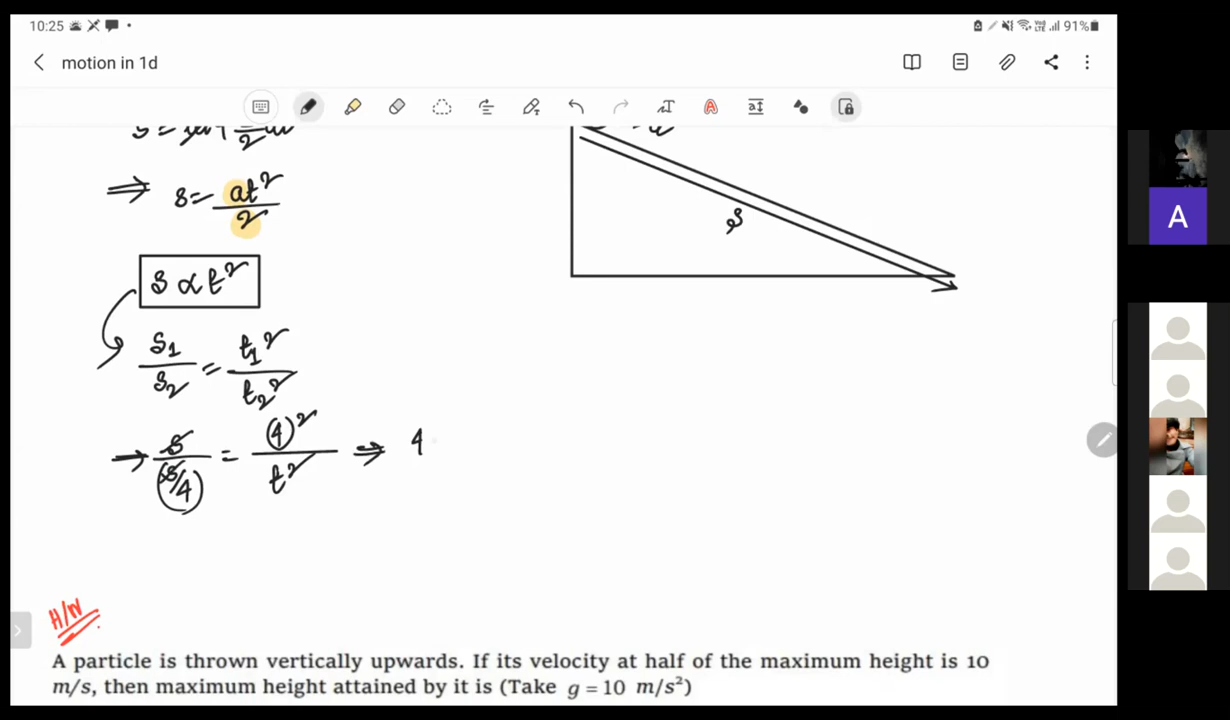 10:25 91%
motion in 1d
⇒ s = at²/2
s ∝ t²
s₁/s₂ = t₁²/t₂²
→ s/(s/4) = (4)²/t² ⇒ 4
s
A
H/W
A particle is thrown vertically upwards. If its velocity at half of the maximum height is 10
m/s, then maximum height attained by it is (Take g = 10 m/s²)